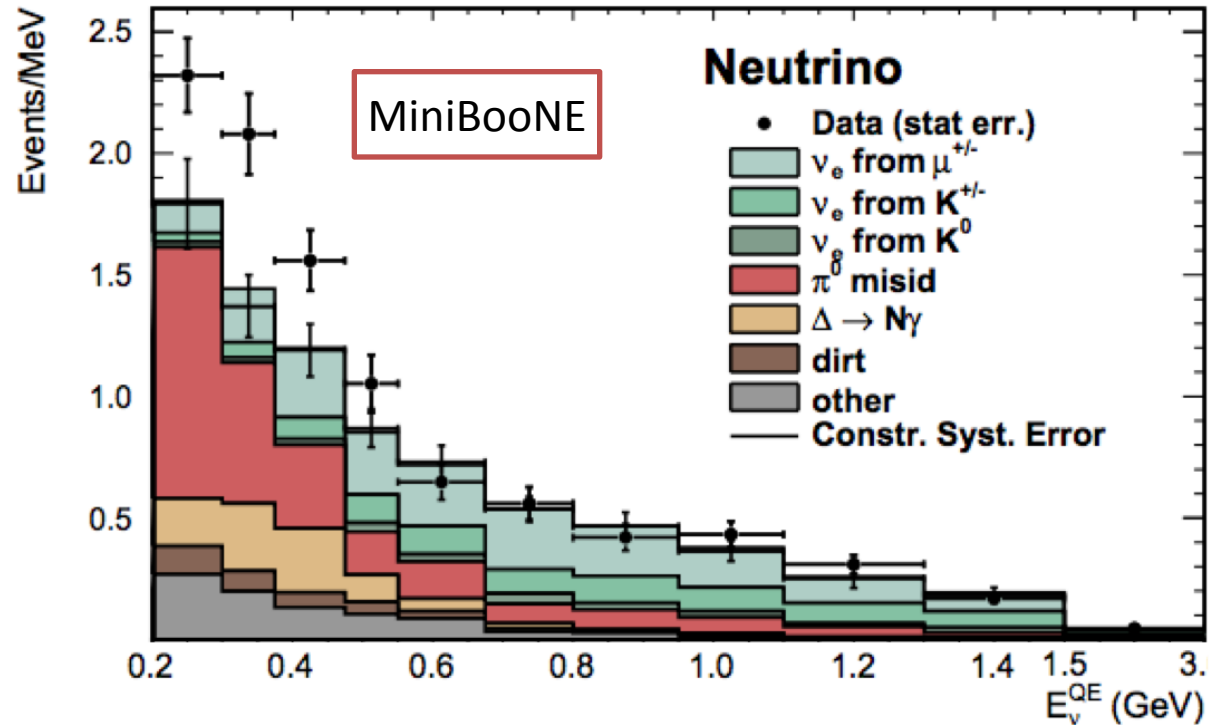 Events/MeV
2.5
2.0
1.5
1.0
0.5
MiniBooNE
Neutrino
Data (stat err.)
νe from μ+/-
νe from K+/-
νe from K0
π0 misid
Δ → Nγ
dirt
other
Constr. Syst. Error
0.2 0.4 0.6 0.8 1.0 1.2 1.4 1.5 3.
EνQE (GeV)